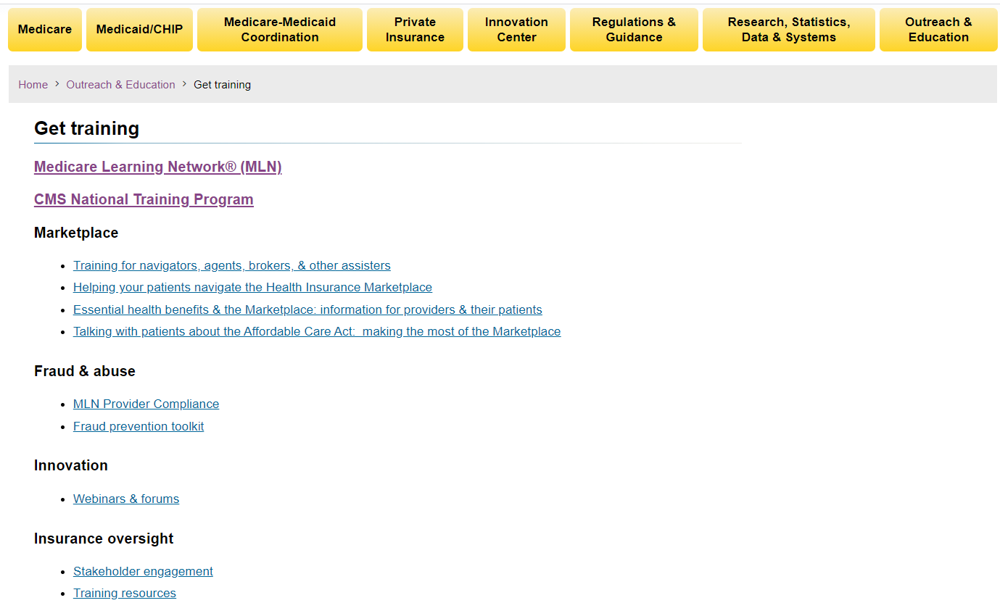 Medicare
Medicaid/CHIP
Medicare-Medicaid
Coordination
Private
Insurance
Innovation
Center
Regulations &
Guidance
Research, Statistics,
Data & Systems
Outreach &
Education
Home > Outreach & Education > Get training
Get training
Medicare Learning Network® (MLN)
CMS National Training Program
Marketplace
• Training for navigators, agents, brokers, & other assisters
• Helping your patients navigate the Health Insurance Marketplace
• Essential health benefits & the Marketplace: information for providers & their patients
• Talking with patients about the Affordable Care Act:  making the most of the Marketplace
Fraud & abuse
• MLN Provider Compliance
• Fraud prevention toolkit
Innovation
• Webinars & forums
Insurance oversight
• Stakeholder engagement
• Training resources